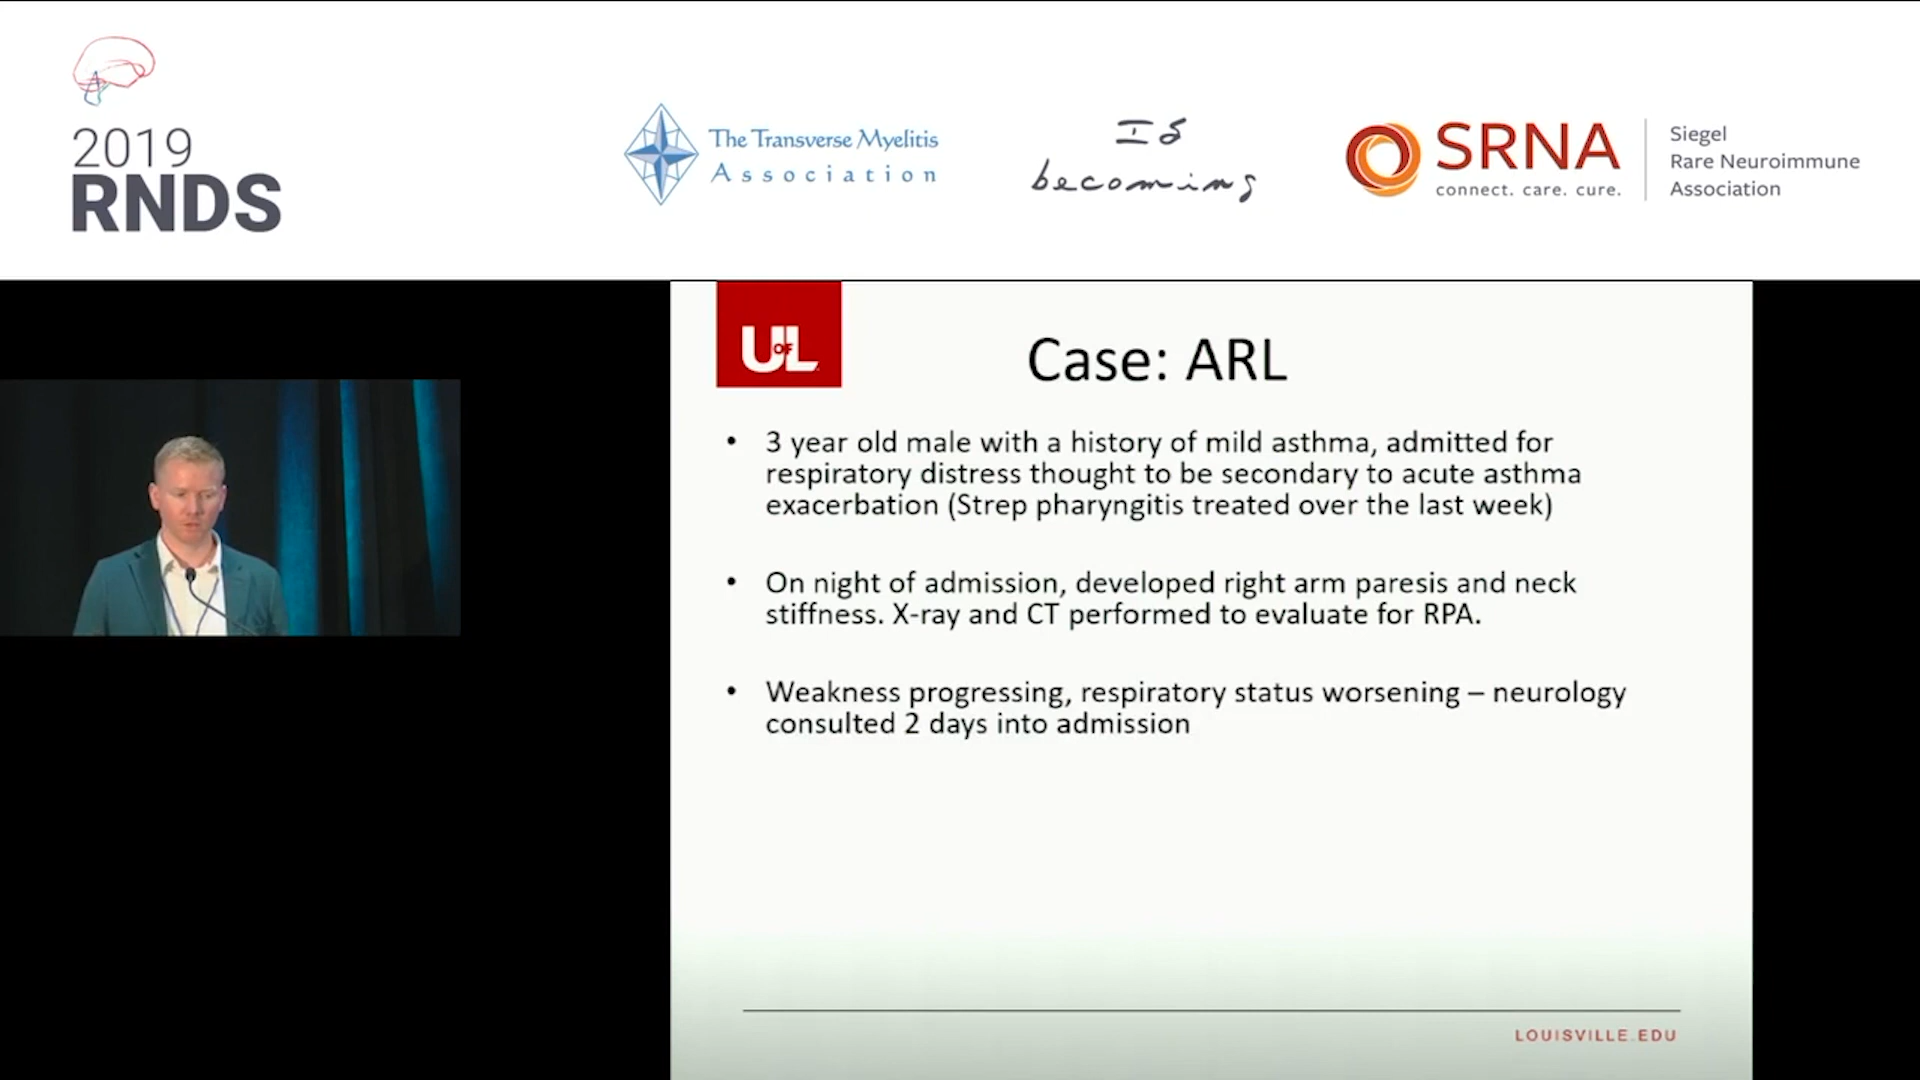 2019
RNDS
The Transverse Myelitis
Association
Is
becoming
SRNA
connect. care. cure.
Siegel
Rare Neuroimmune
Association
U OF L
Case: ARL
• 3 year old male with a history of mild asthma, admitted for
respiratory distress thought to be secondary to acute asthma
exacerbation (Strep pharyngitis treated over the last week)
• On night of admission, developed right arm paresis and neck
stiffness. X-ray and CT performed to evaluate for RPA.
• Weakness progressing, respiratory status worsening – neurology
consulted 2 days into admission
LOUISVILLE.EDU